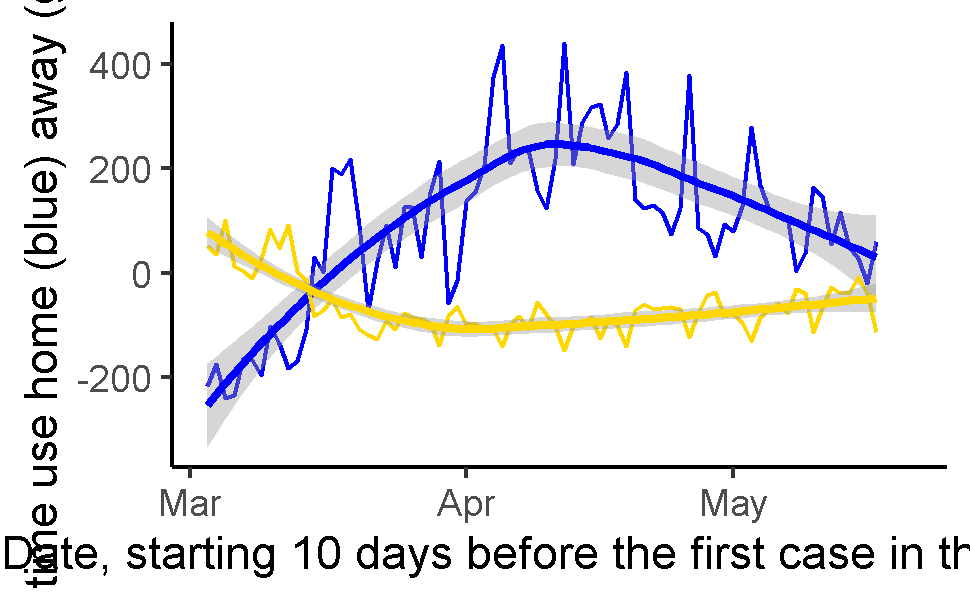 time use home (blue) away (
400
200
0
-200
Mar
Apr
May
Date, starting 10 days before the first case in th